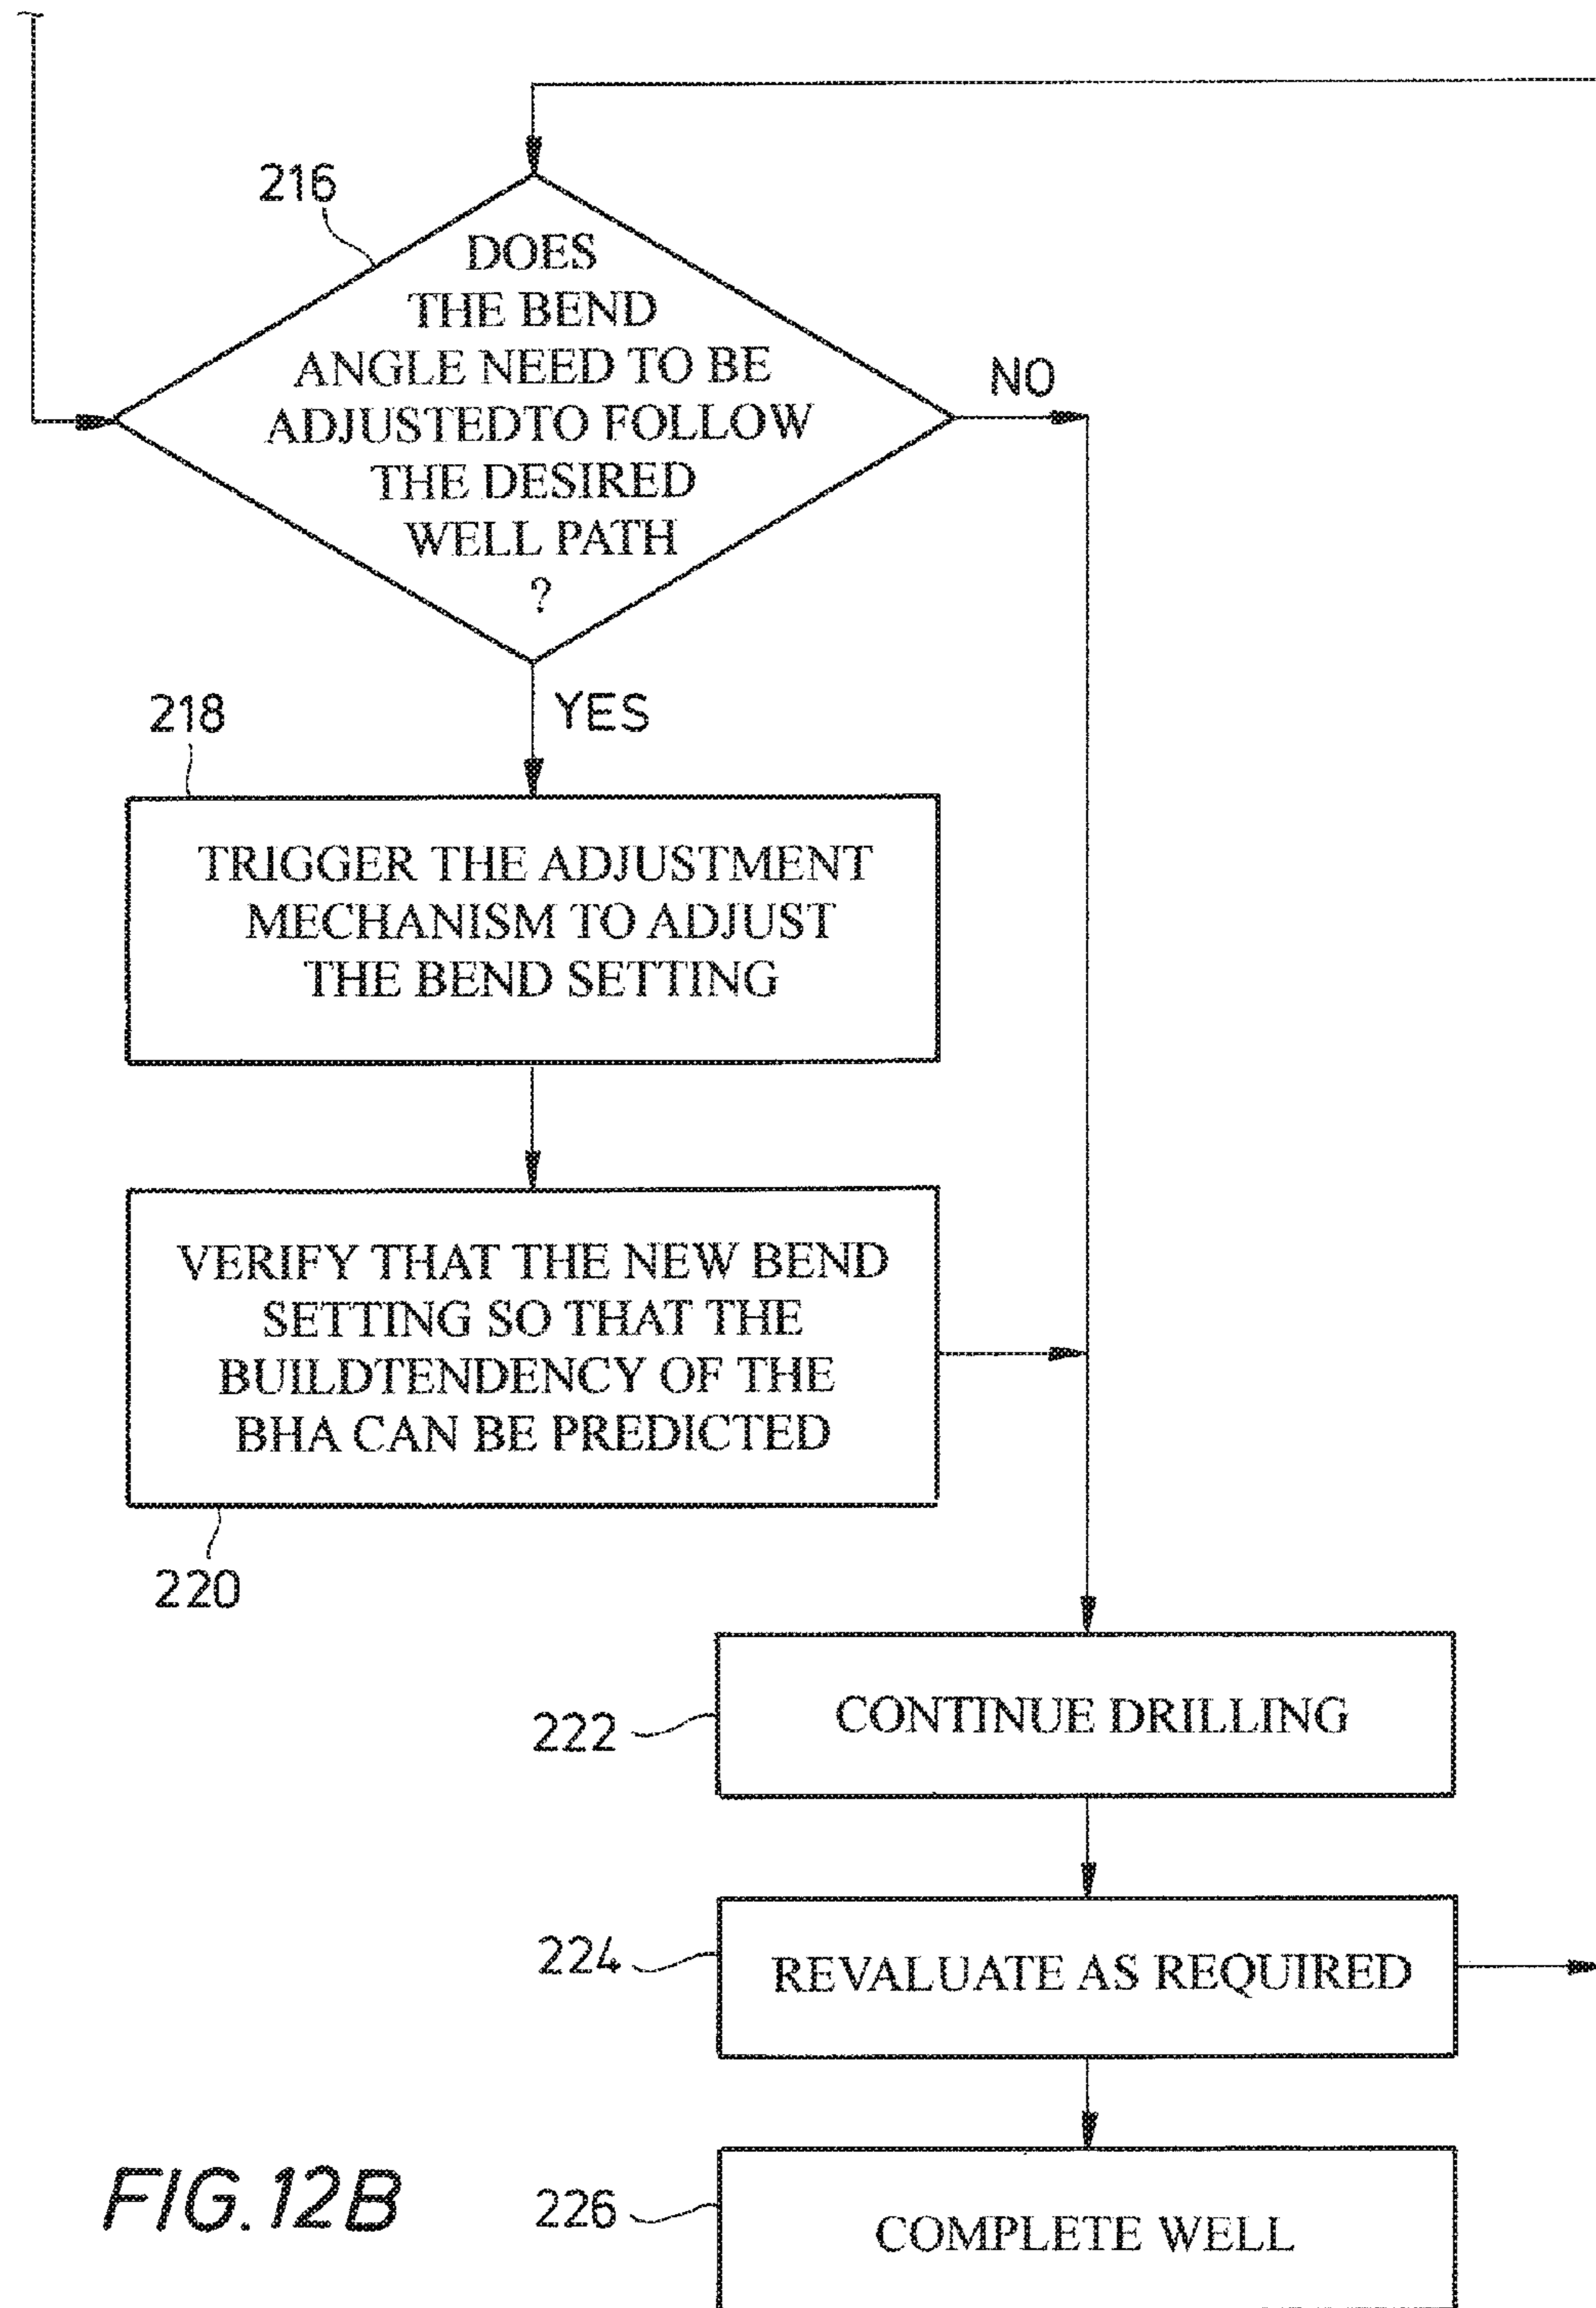 216
DOES
THE BEND
ANGLE NEED TO BE
ADJUSTEDTO FOLLOW
THE DESIRED
WELL PATH
?
NO
YES
218
TRIGGER THE ADJUSTMENT
MECHANISM TO ADJUST
THE BEND SETTING
VERIFY THAT THE NEW BEND
SETTING SO THAT THE
BUILDTENDENCY OF THE
BHA CAN BE PREDICTED
220
222
CONTINUE DRILLING
224
REVALUATE AS REQUIRED
226
COMPLETE WELL
FIG.12B